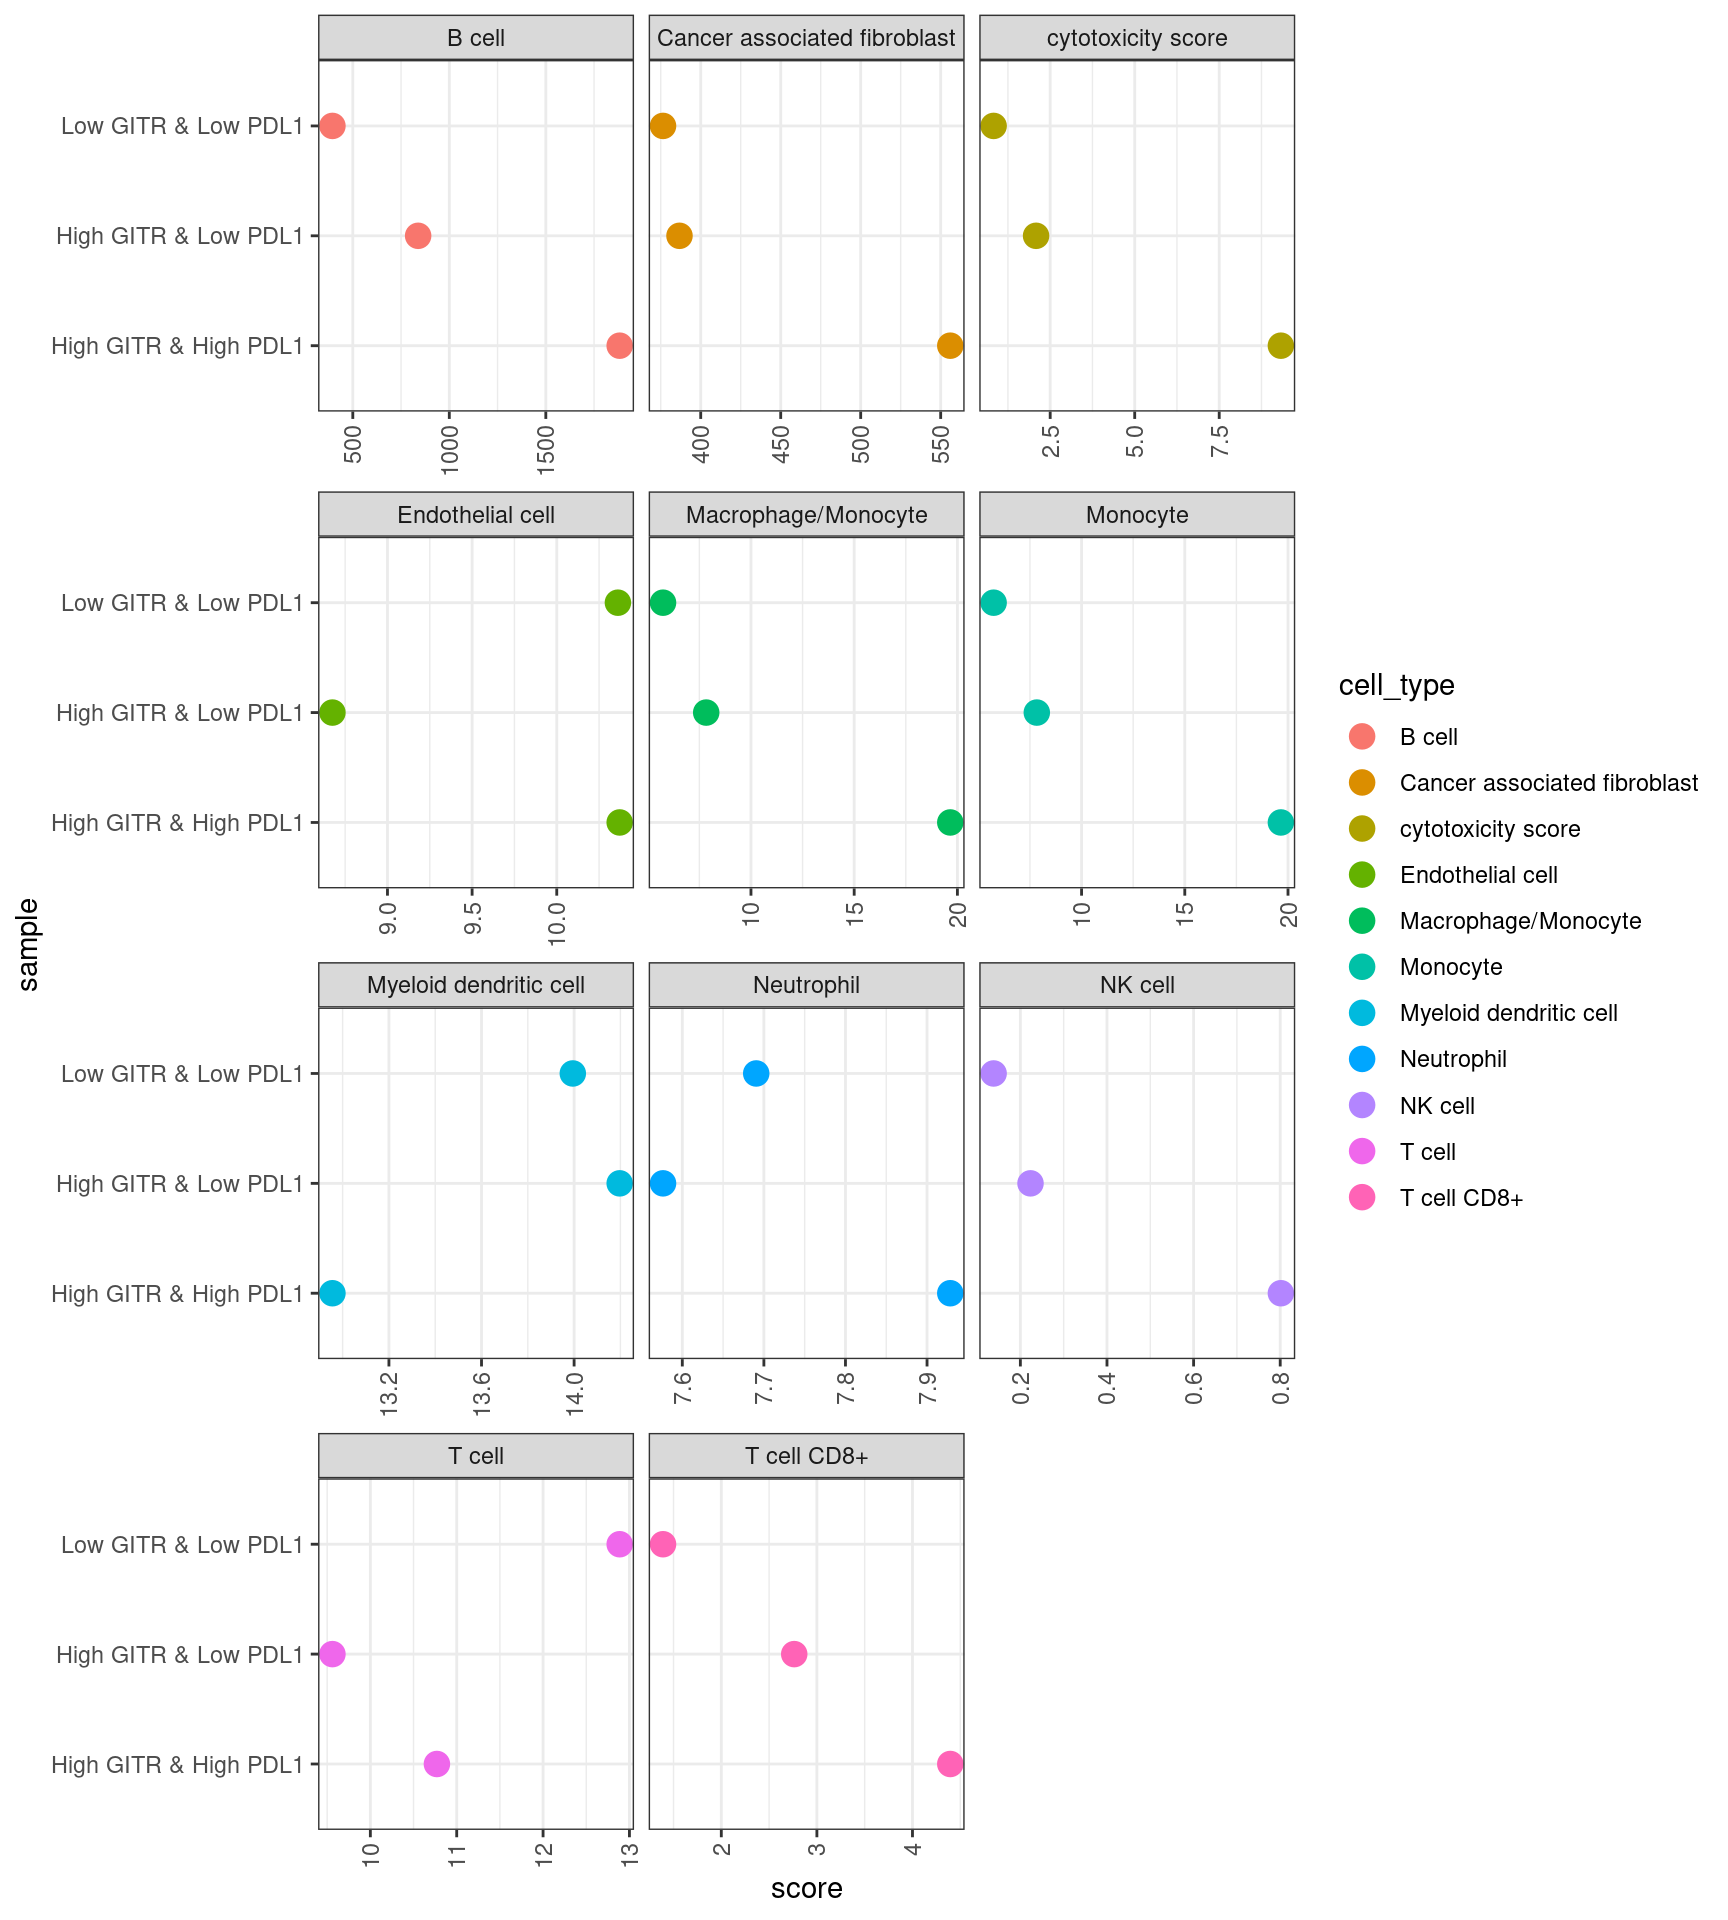 B cell
Cancer associated fibroblast
cytotoxicity score
Low GITR & Low PDL1
High GITR & Low PDL1
High GITR & High PDL1
500 1000 1500
400 450 500 550
2.5 5.0 7.5
Endothelial cell
Macrophage/Monocyte
Monocyte
Low GITR & Low PDL1
High GITR & Low PDL1
High GITR & High PDL1
9.0 9.5 10.0
10 15 20
10 15 20
Myeloid dendritic cell
Neutrophil
NK cell
Low GITR & Low PDL1
High GITR & Low PDL1
High GITR & High PDL1
13.2 13.6 14.0
7.6 7.7 7.8 7.9
0.2 0.4 0.6 0.8
T cell
T cell CD8+
Low GITR & Low PDL1
High GITR & Low PDL1
High GITR & High PDL1
10 11 12 13
2 3 4
score
sample
cell_type
B cell
Cancer associated fibroblast
cytotoxicity score
Endothelial cell
Macrophage/Monocyte
Monocyte
Myeloid dendritic cell
Neutrophil
NK cell
T cell
T cell CD8+